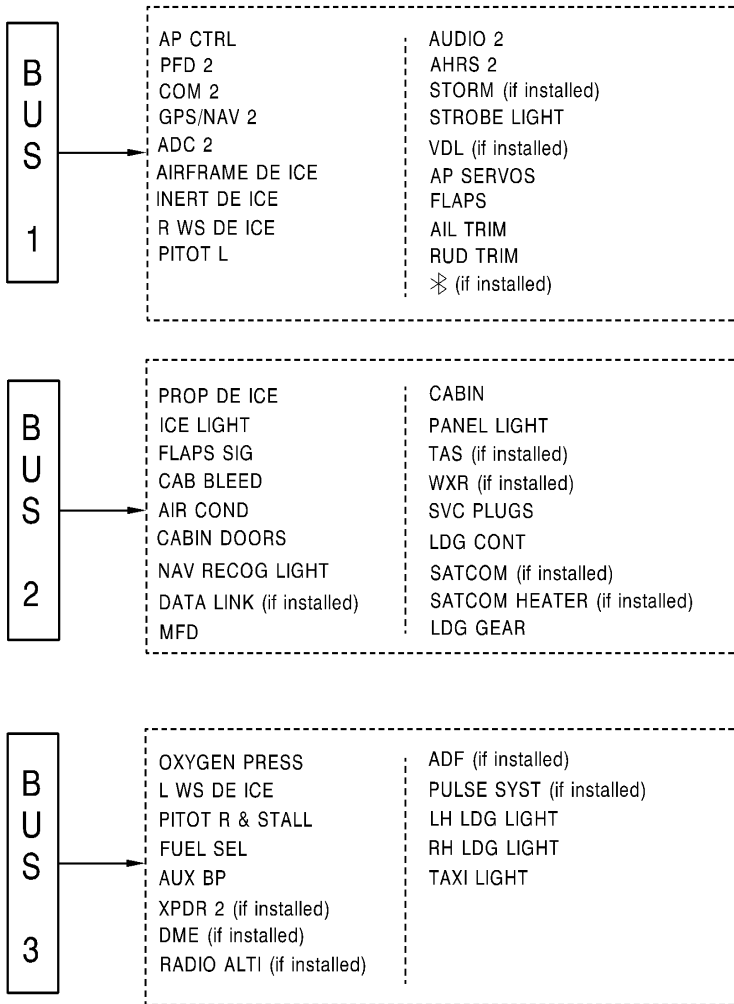 BUS 1
AP CTRL
PFD 2
COM 2
GPS/NAV 2
ADC 2
AIRFRAME DE ICE
INERT DE ICE
R WS DE ICE
PITOT L
AUDIO 2
AHRS 2
STORM (if installed)
STROBE LIGHT
VDL (if installed)
AP SERVOS
FLAPS
AIL TRIM
RUD TRIM
(if installed)
BUS 2
PROP DE ICE
ICE LIGHT
FLAPS SIG
CAB BLEED
AIR COND
CABIN DOORS
NAV RECOG LIGHT
DATA LINK (if installed)
MFD
CABIN
PANEL LIGHT
TAS (if installed)
WXR (if installed)
SVC PLUGS
LDG CONT
SATCOM (if installed)
SATCOM HEATER (if installed)
LDG GEAR
BUS 3
OXYGEN PRESS
L WS DE ICE
PITOT R & STALL
FUEL SEL
AUX BP
XPDR 2 (if installed)
DME (if installed)
RADIO ALTI (if installed)
ADF (if installed)
PULSE SYST (if installed)
LH LDG LIGHT
RH LDG LIGHT
TAXI LIGHT